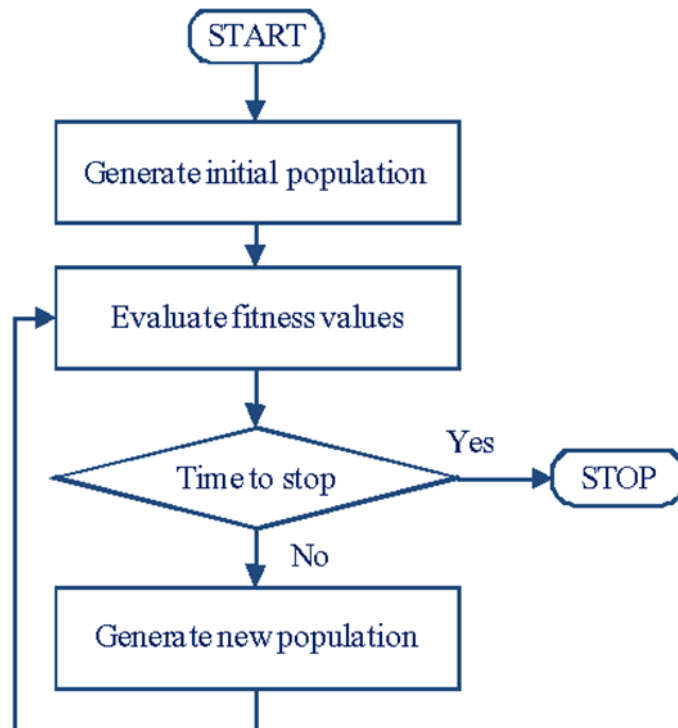 START
Generate initial population
Evaluate fitness values
Time to stop
Yes
STOP
No
Generate new population